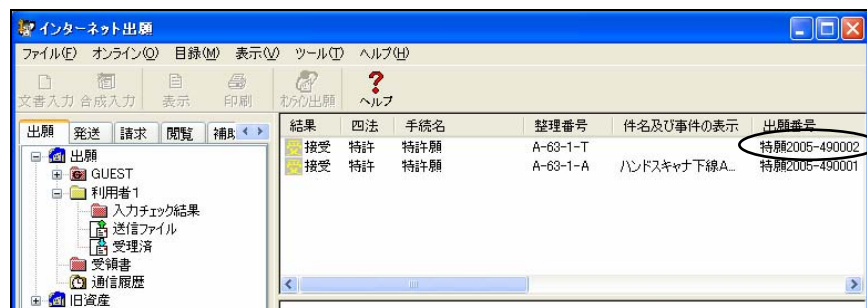 インターネット出願
ファイル(F) オンライン(O) 目録(M) 表示(V) ツール(T) ヘルプ(H)
文書入力 合成入力 表示 印刷 オンライン出願 ヘルプ
出願 発送 請求 閲覧 補助
結果 四法 手続名 整理番号 件名及び事件の表示 出願番号
受 接受 特許 特許願 A-63-1-T 特願2005-490002
受 接受 特許 特許願 A-63-1-A ハンドスキャナ下線A... 特願2005-490001
出願
GUEST
利用者1
入力チェック結果
送信ファイル
受理済
受領書
通信履歴
旧資産